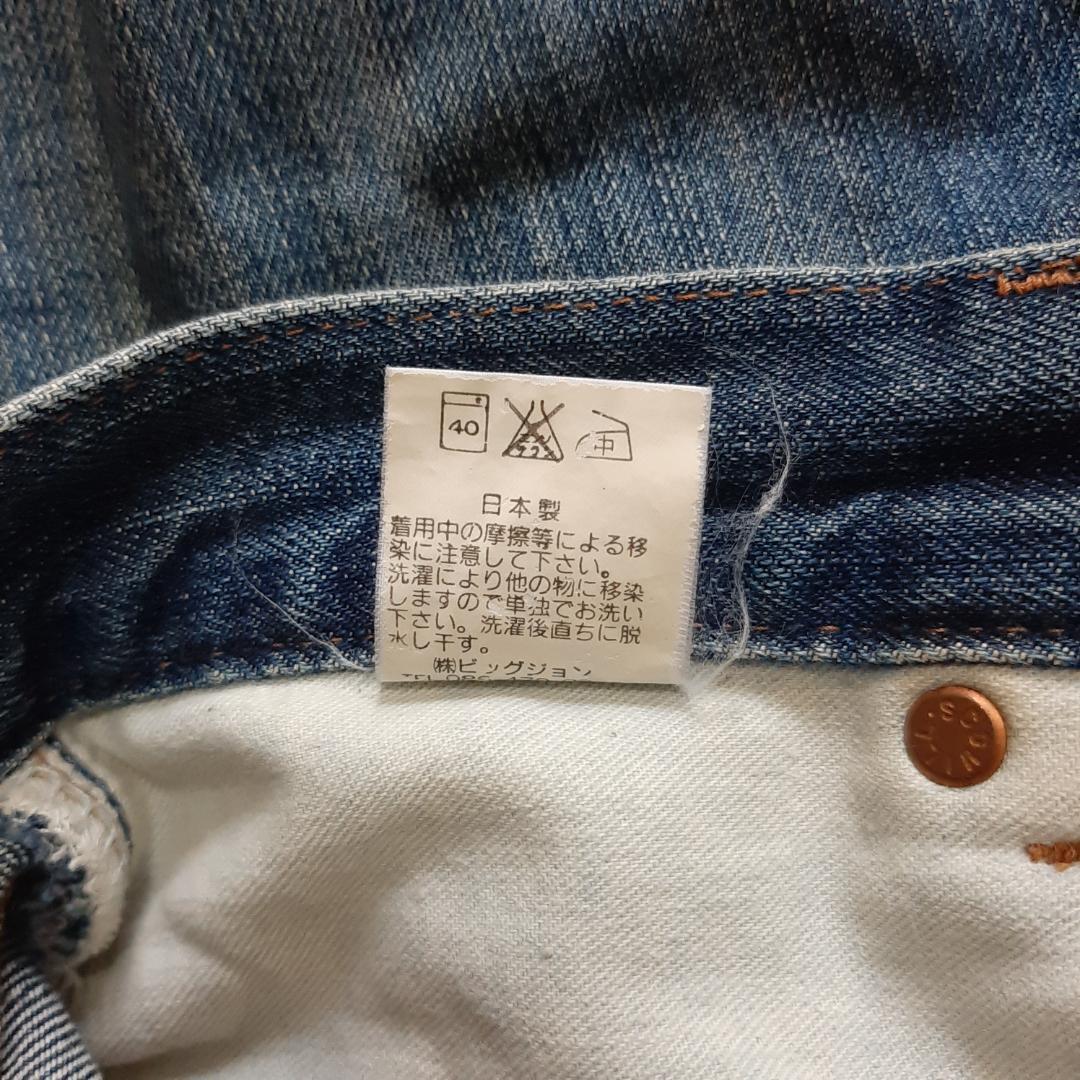 40
中
日本製
着用中の摩擦等による移
染に注意して下さい。
洗濯により他の物に移染
しますので単独でお洗い
下さい。洗濯後直ちに脱
水し干す。
㈱ビッグジョン